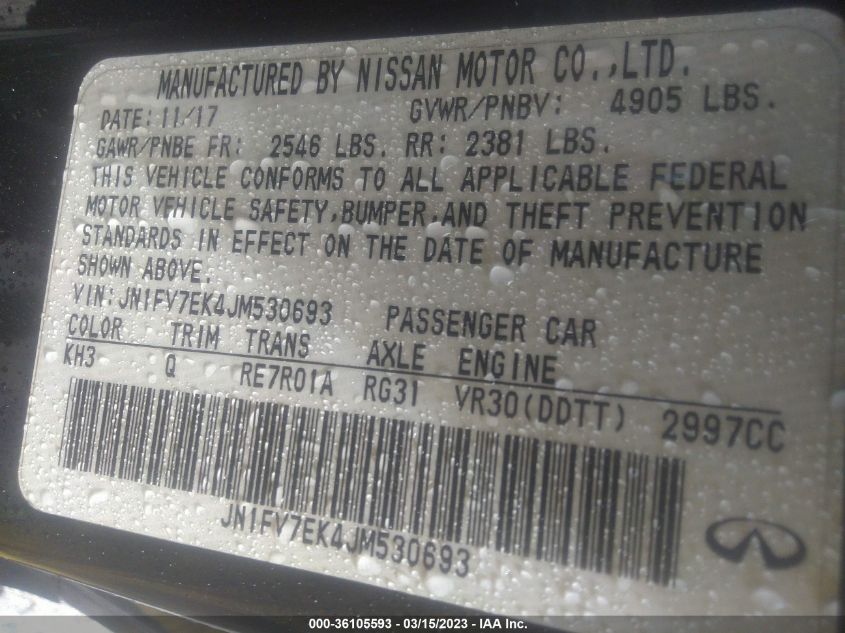 MANUFACTURED BY NISSAN MOTOR CO.,LTD.
DATE:11/17 GVWR/PNBV: 4905 LBS.
GAWR/PNBE FR: 2546 LBS. RR: 2381 LBS.
THIS VEHICLE CONFORMS TO ALL APPLICABLE FEDERAL
MOTOR VEHICLE SAFETY,BUMPER,AND THEFT PREVENTION
STANDARDS IN EFFECT ON THE DATE OF MANUFACTURE
SHOWN ABOVE.
VIN:JN1FV7EK4JM530693 PASSENGER CAR
COLOR TRIM TRANS AXLE ENGINE
KH3 Q RE7R01A RG31 VR30(DDTT) 2997CC
JN1FV7EK4JM530693
000-36105593 - 03/15/2023 - IAA Inc.